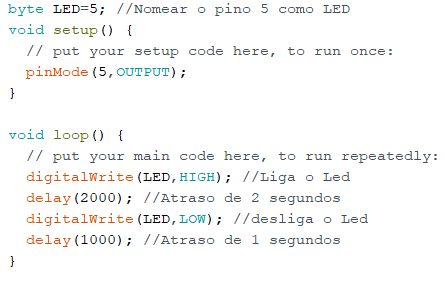 byte LED=5; //Nomear o pino 5 como LED
void setup() {
// put your setup code here, to run once:
pinMode(5,OUTPUT);
}
void loop() {
// put your main code here, to run repeatedly:
digitalWrite(LED,HIGH); //Liga o Led
delay(2000); //Atraso de 2 segundos
digitalWrite(LED,LOW); //desliga o Led
delay(1000); //Atraso de 1 segundos
}